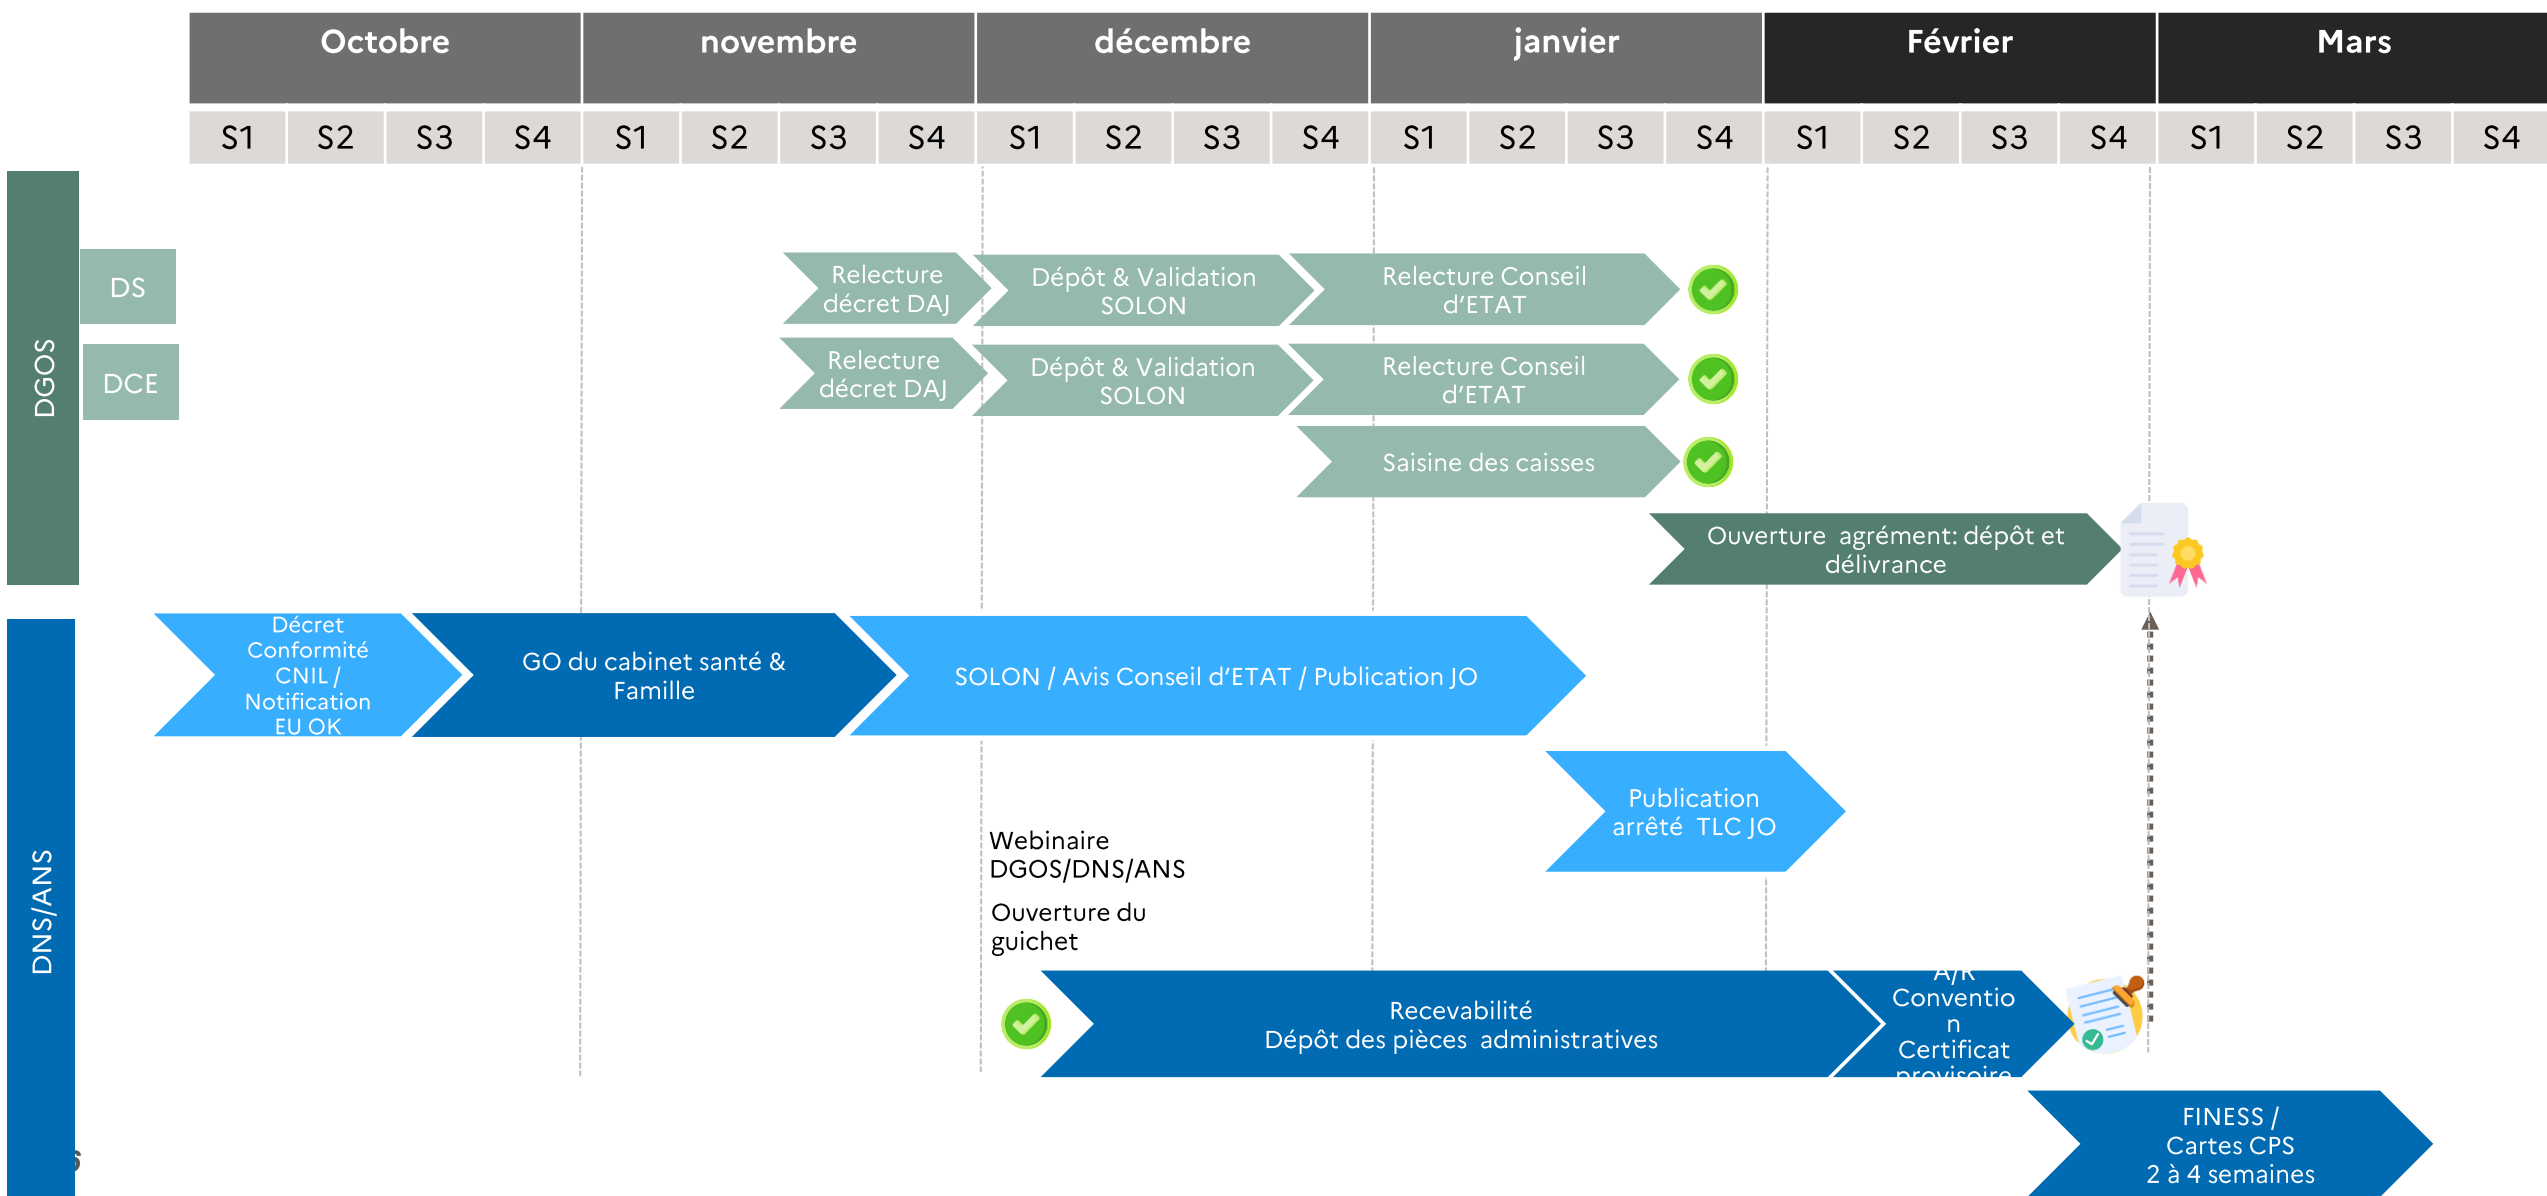 Octobre novembre décembre janvier Février Mars
S1 S2 S3 S4 S1 S2 S3 S4 S1 S2 S3 S4 S1 S2 S3 S4 S1 S2 S3 S4 S1 S2 S3 S4
DGOS
DS
Relecture
décret DAJ
Dépôt & Validation
SOLON
Relecture Conseil
d’ETAT
DCE
Relecture
décret DAJ
Dépôt & Validation
SOLON
Relecture Conseil
d’ETAT
Saisine des caisses
Ouverture agrément: dépôt et
délivrance
DNS/ANS
Décret
Conformité
CNIL /
Notification
EU OK
GO du cabinet santé &
Famille
SOLON / Avis Conseil d’ETAT / Publication JO
Publication
arrêté TLC JO
Webinaire
DGOS/DNS/ANS
Ouverture du
guichet
Recevabilité
Dépôt des pièces administratives
A/R
Conventio
n
Certificat
provisoire
FINESS /
Cartes CPS
2 à 4 semaines